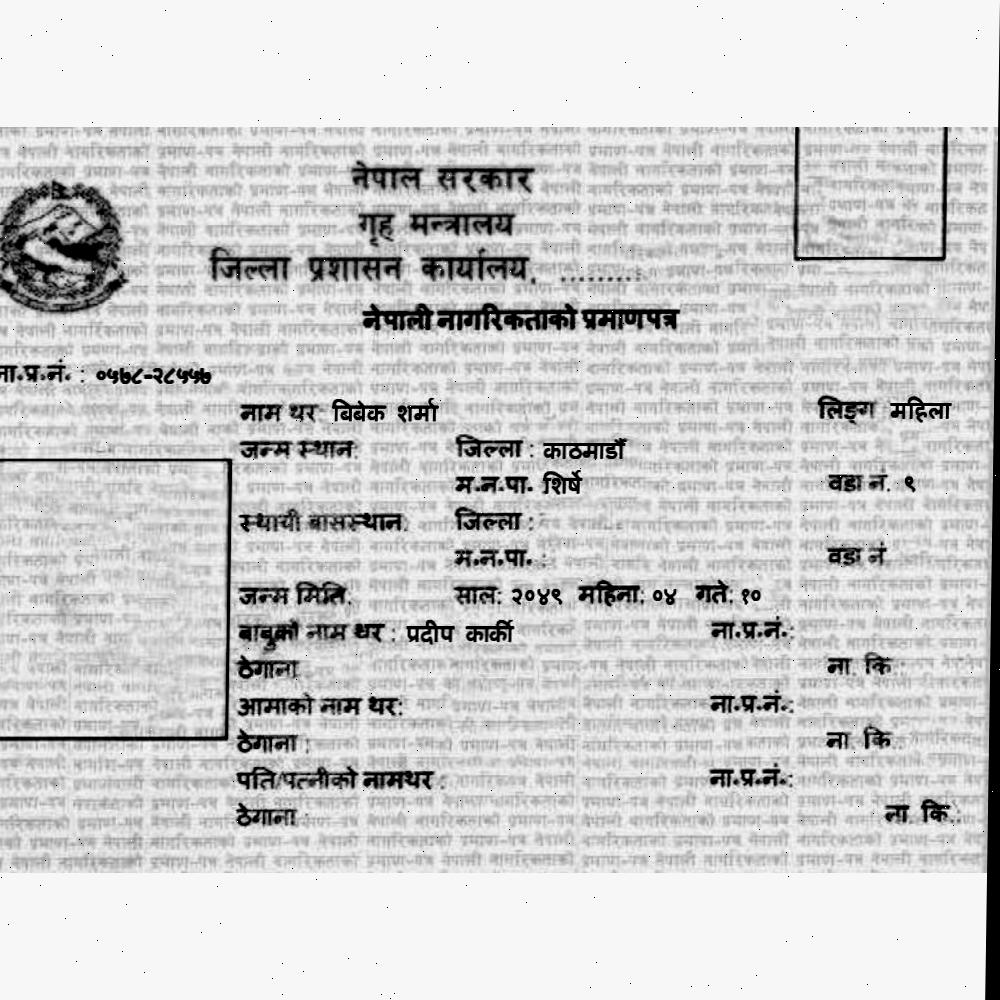 नेपाल सरकार
गृह मन्त्रालय
जिल्ला प्रशासन कार्यालय, ..........
नेपाली नागरिकताको प्रमाणपत्र
ना.प्र.नं. : ०५७८-२८५५७
नाम थर: बिबेक शर्मा लिङ्ग महिला
जन्म स्थान: जिल्ला : काठमाडौँ
म.न.पा. शिर्षे वडा नं. ९
स्थायी बासस्थान: जिल्ला :
म.न.पा. : वडा नं
जन्म मिति: साल: २०४९ महिना: ०४ गते: १०
बाबुको नाम थर : प्रदीप कार्की ना.प्र.नं.:
ठेगाना ना. कि :
आमाको नाम थर: ना.प्र.नं.:
ठेगाना : ना. कि :
पति/पत्नीको नामथर : ना.प्र.नं.:
ठेगाना : ना. कि :